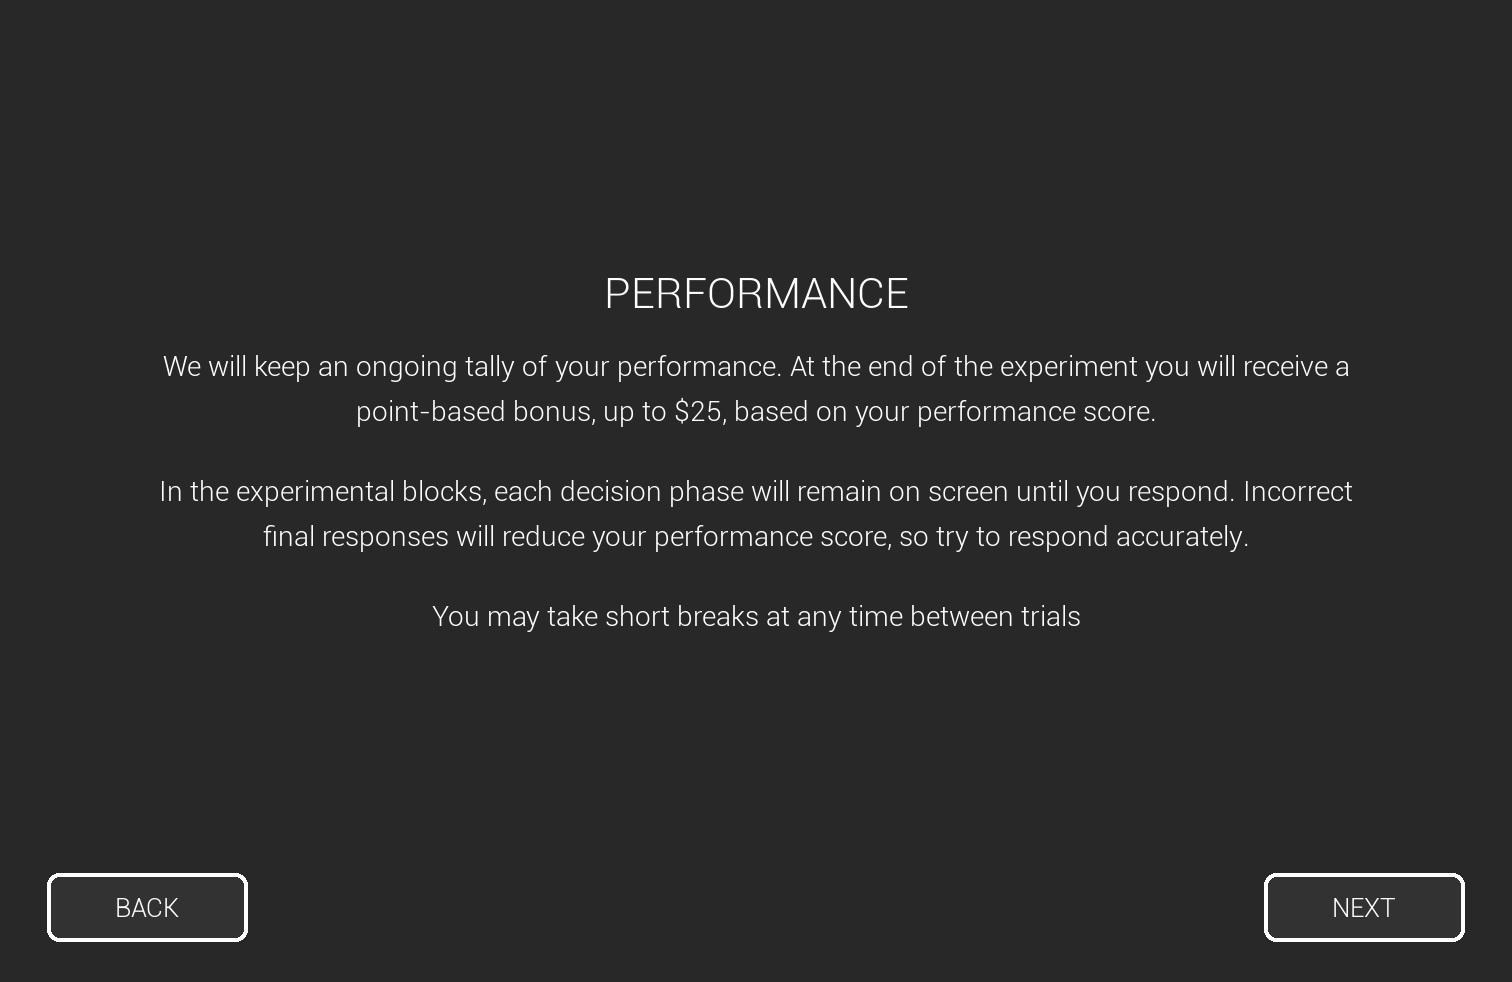 PERFORMANCE
We will keep an ongoing tally of your performance. At the end of the experiment you will receive a
point-based bonus, up to $25, based on your performance score.
In the experimental blocks, each decision phase will remain on screen until you respond. Incorrect
final responses will reduce your performance score, so try to respond accurately.
You may take short breaks at any time between trials
BACK
NEXT